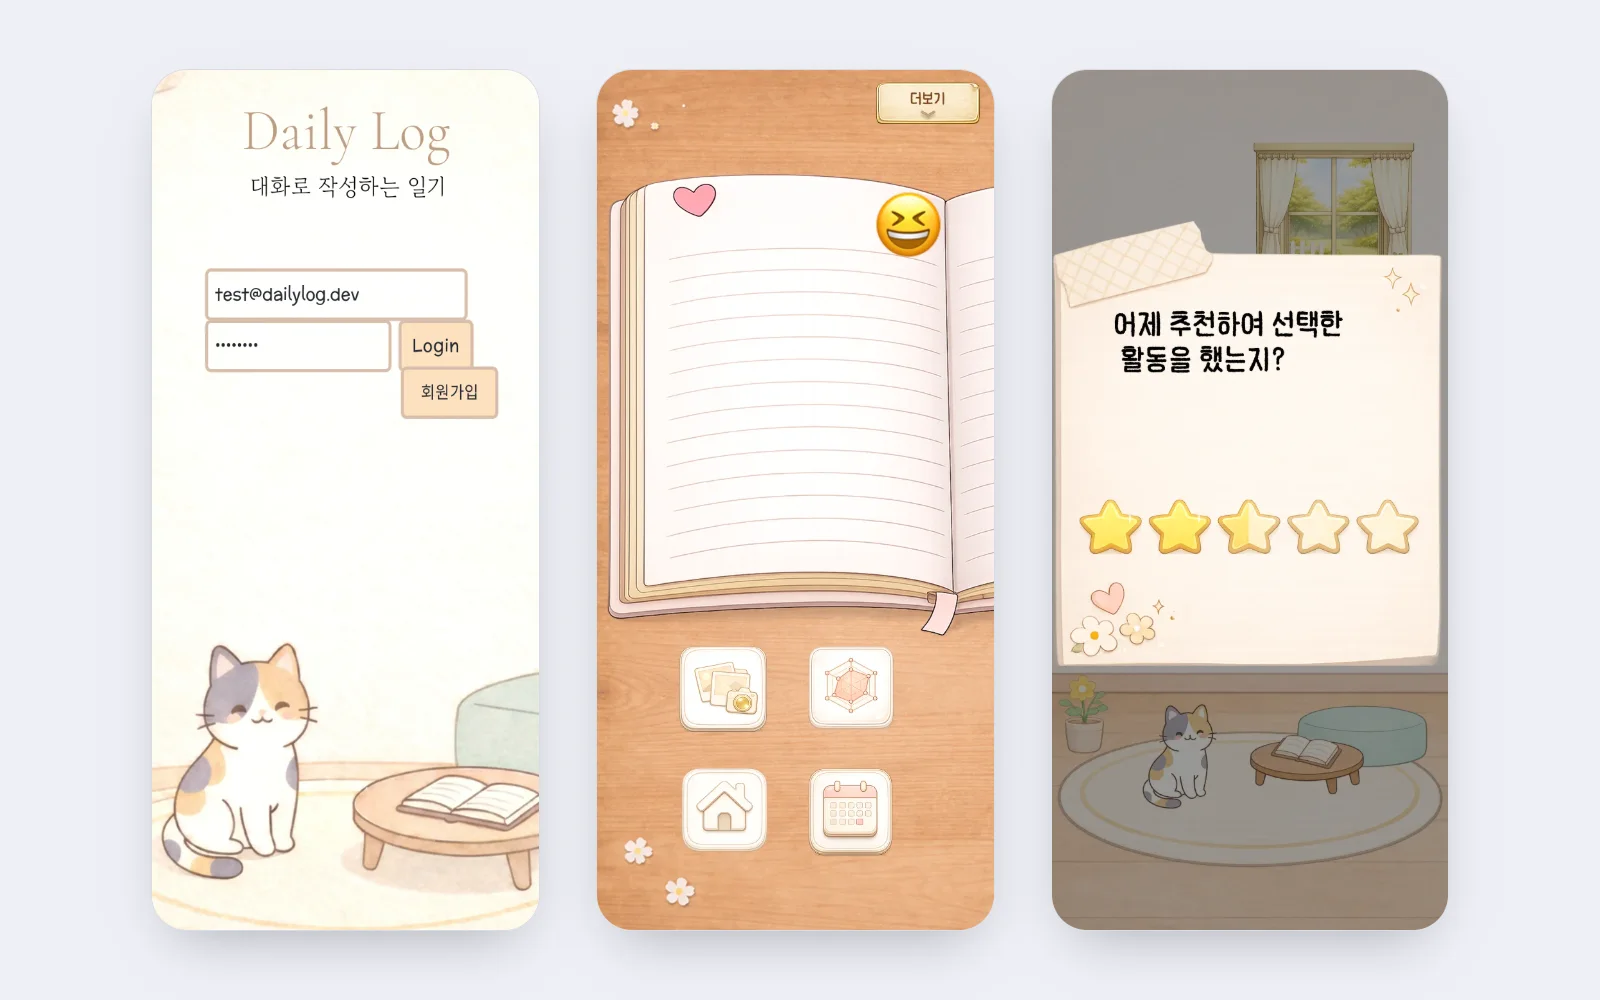 Daily Log
대화로 작성하는 일기
test@dailylog.dev
••••••••
Login
회원가입
더보기
어제 추천하여 선택한
활동을 했는지?